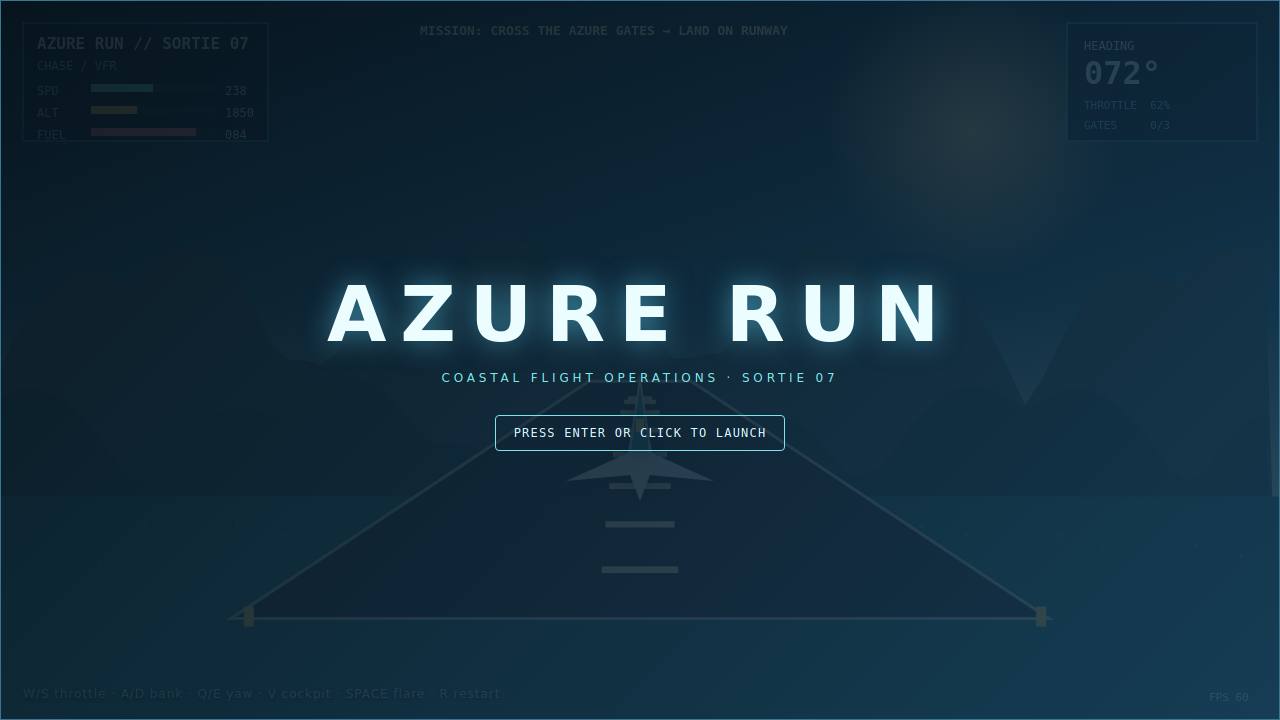 AZURE RUN // SORTIE 07
CHASE / VFR
SPD 238
ALT 1850
FUEL 084
MISSION: CROSS THE AZURE GATES → LAND ON RUNWAY
HEADING
072°
THROTTLE 62%
GATES 0/3
AZURE RUN
COASTAL FLIGHT OPERATIONS · SORTIE 07
PRESS ENTER OR CLICK TO LAUNCH
W/S throttle · A/D bank · Q/E yaw · V cockpit · SPACE flare · R restart
FPS 60